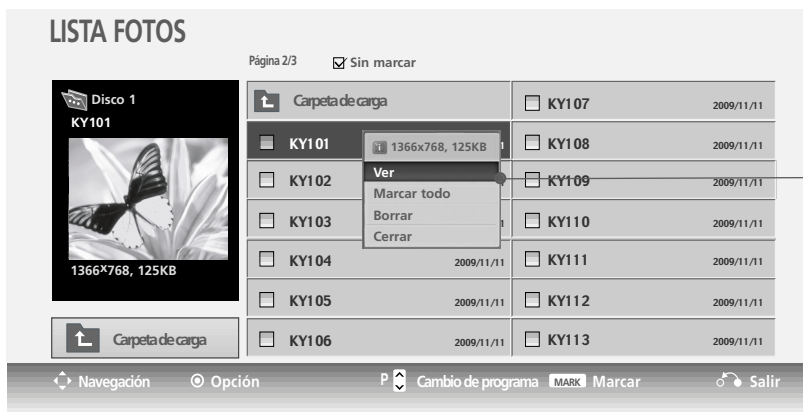 LISTA FOTOS
Página 2/3 Sin marcar
Disco 1
KY101
1366x768, 125KB
Carpeta de carga
Carpeta de carga
KY101
1366x768, 125KB
Ver
Marcar todo
Borrar
Cerrar
KY102
KY103
KY104 2009/11/11
KY105 2009/11/11
KY106 2009/11/11
KY107 2009/11/11
KY108 2009/11/11
KY109 2009/11/11
KY110 2009/11/11
KY111 2009/11/11
KY112 2009/11/11
KY113 2009/11/11
Navegación Opción P Cambio de programa MARK Marcar Salir